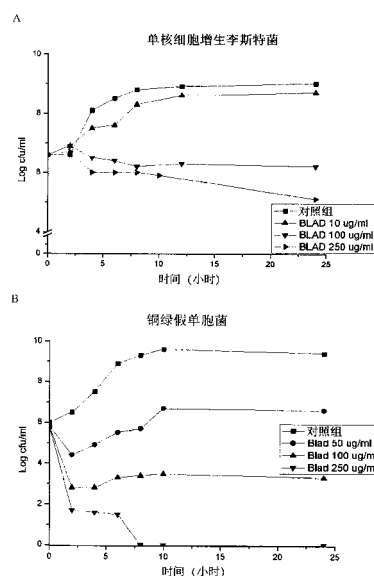 A
单核细胞增生李斯特菌
Log cfu/ml
10
8
6
4
0
0 5 10 15 20 25
时间 (小时)
对照组
BLAD 10 ug/ml
BLAD 100 ug/ml
BLAD 250 ug/ml
B
铜绿假单胞菌
Log cfu/ml
10
8
6
4
2
0
0 5 10 15 20 25
时间 (小时)
对照组
Blad 50 ug/ml
Blad 100 ug/ml
Blad 250 ug/ml